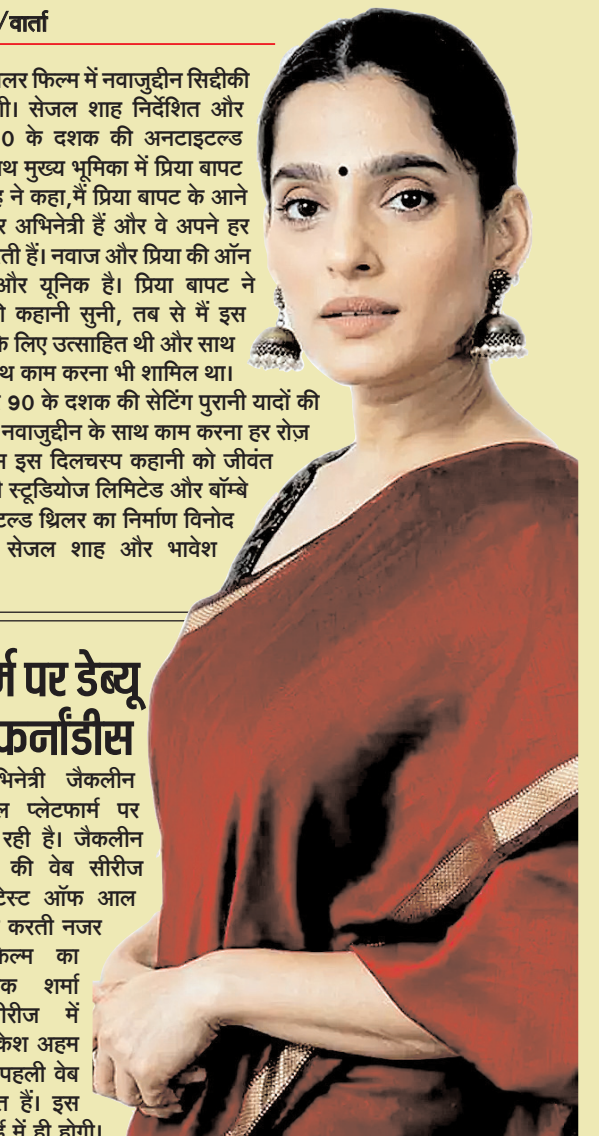 /वार्ता
लर फिल्म में नवाजुद्दीन सिद्दीकी
गी। सेजल शाह निर्देशित और
0 के दशक की अनटाइटल्ड
थ मुख्य भूमिका में प्रिया बापट
ह ने कहा,मैं प्रिया बापट के आने
र अभिनेत्री हैं और वे अपने हर
ती हैं। नवाज और प्रिया की ऑन
और यूनिक है। प्रिया बापट ने
ी कहानी सुनी, तब से मैं इस
के लिए उत्साहित थी और साथ
थ काम करना भी शामिल था।
90 के दशक की सेटिंग पुरानी यादों की
नवाजुद्दीन के साथ काम करना हर रोज़
म इस दिलचस्प कहानी को जीवंत
ो स्टूडियोज लिमिटेड और बॉम्बे
टल्ड थ्रिलर का निर्माण विनोद
सेजल शाह और भावेश
र्म पर डेब्यू
फर्नांडीस
भिनेत्री जैकलीन
ल प्लेटफार्म पर
रही है। जैकलीन
की वेब सीरीज
टेस्ट ऑफ आल
करती नजर
फिल्म का
क शर्मा
ीरीज में
केश अहम
पहली वेब
त हैं। इस
ई में ही होगी।